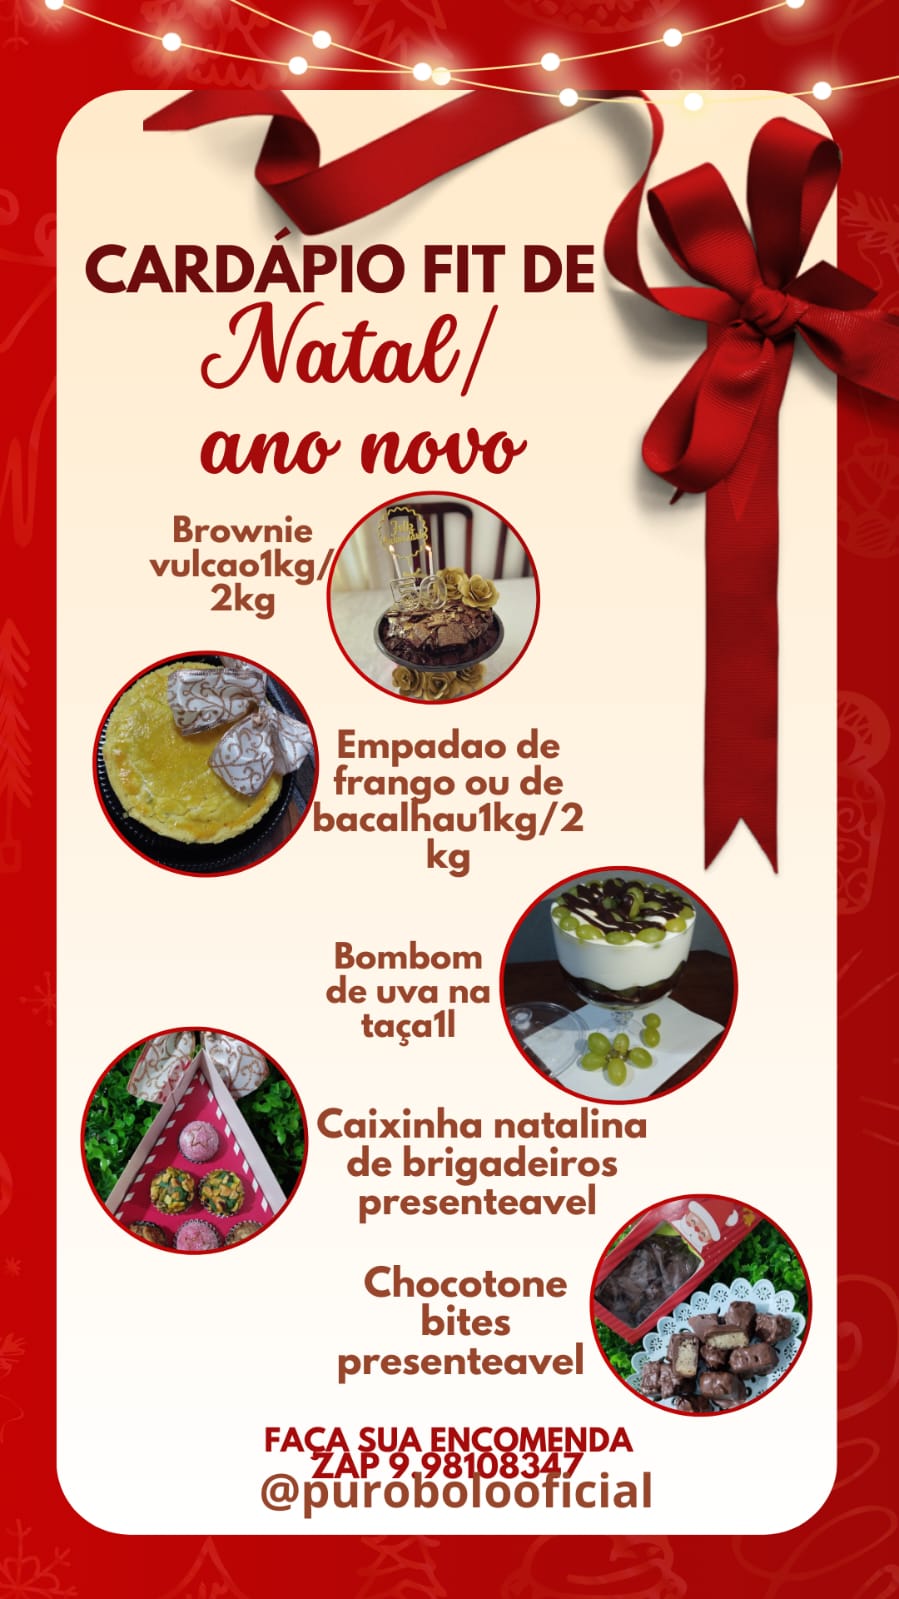 CARDÁPIO FIT DE
Natal/
ano novo
Brownie
vulcao1kg/
2kg
50
Empadao de
frango ou de
bacalhau1kg/2
kg
Bombom
de uva na
taça1l
Caixinha natalina
de brigadeiros
presenteavel
Chocotone
bites
presenteavel
FAÇA SUA ENCOMENDA
ZAP 9.98108347
@purobolooficial